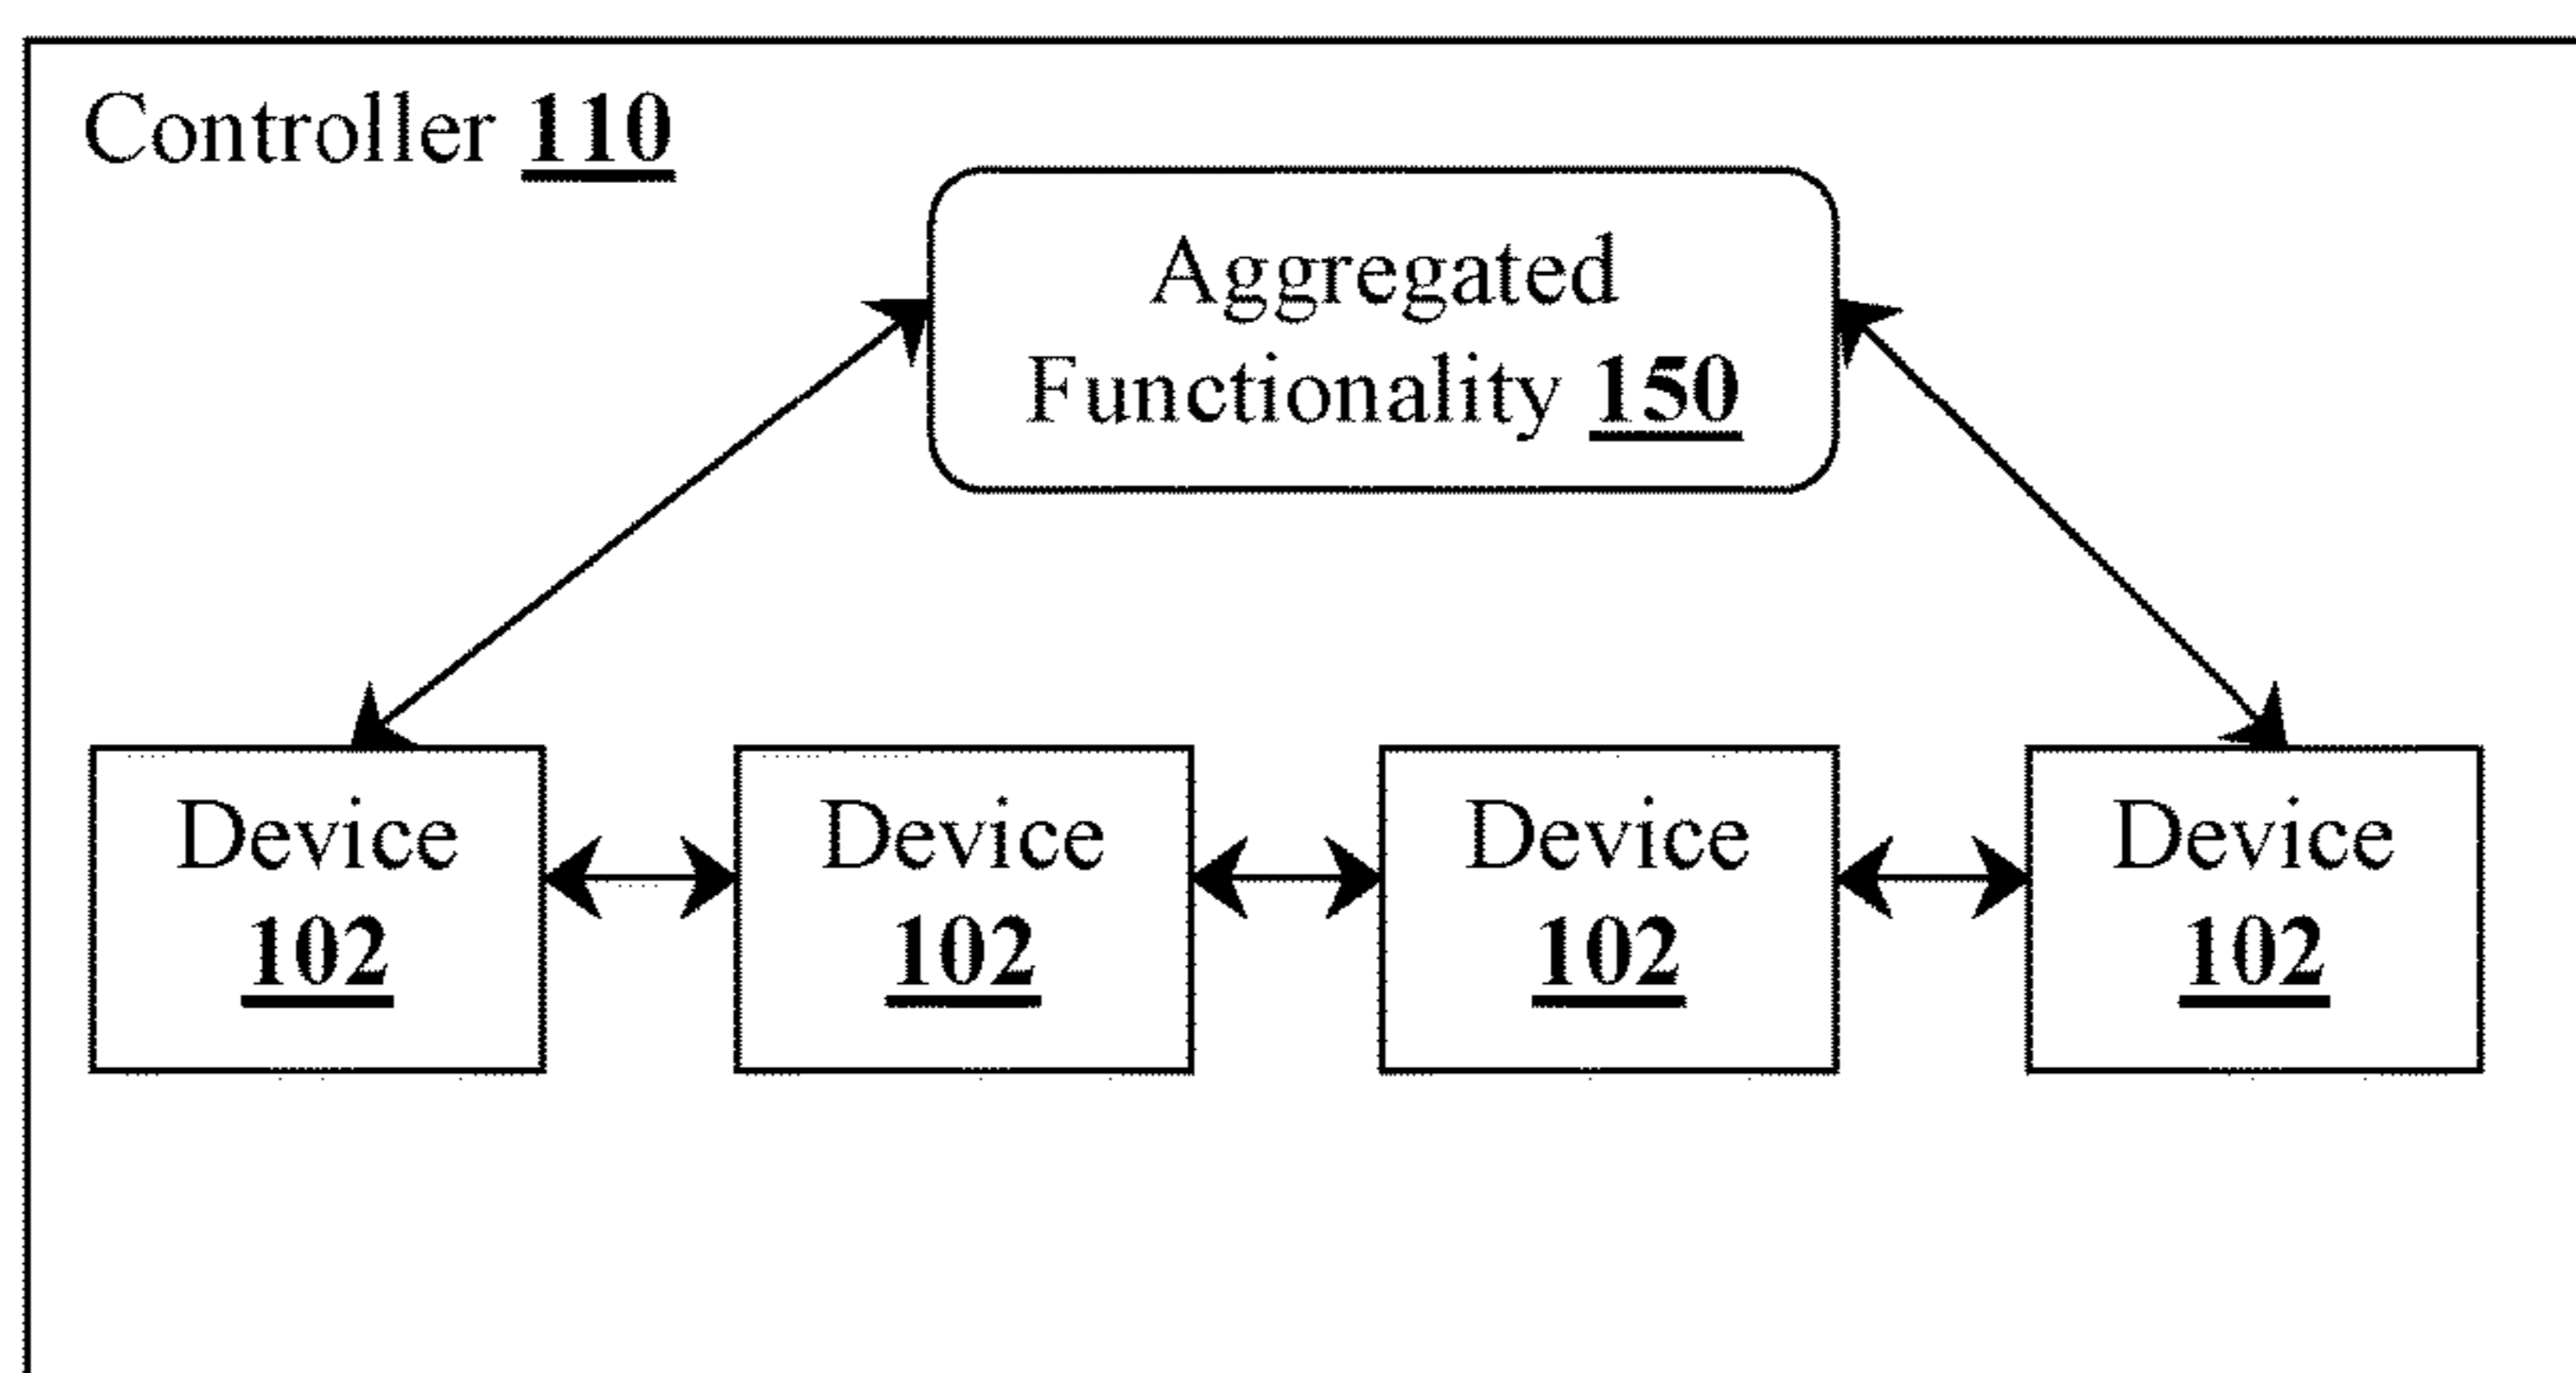 Controller 110
Aggregated
Functionality 150
Device
102
Device
102
Device
102
Device
102